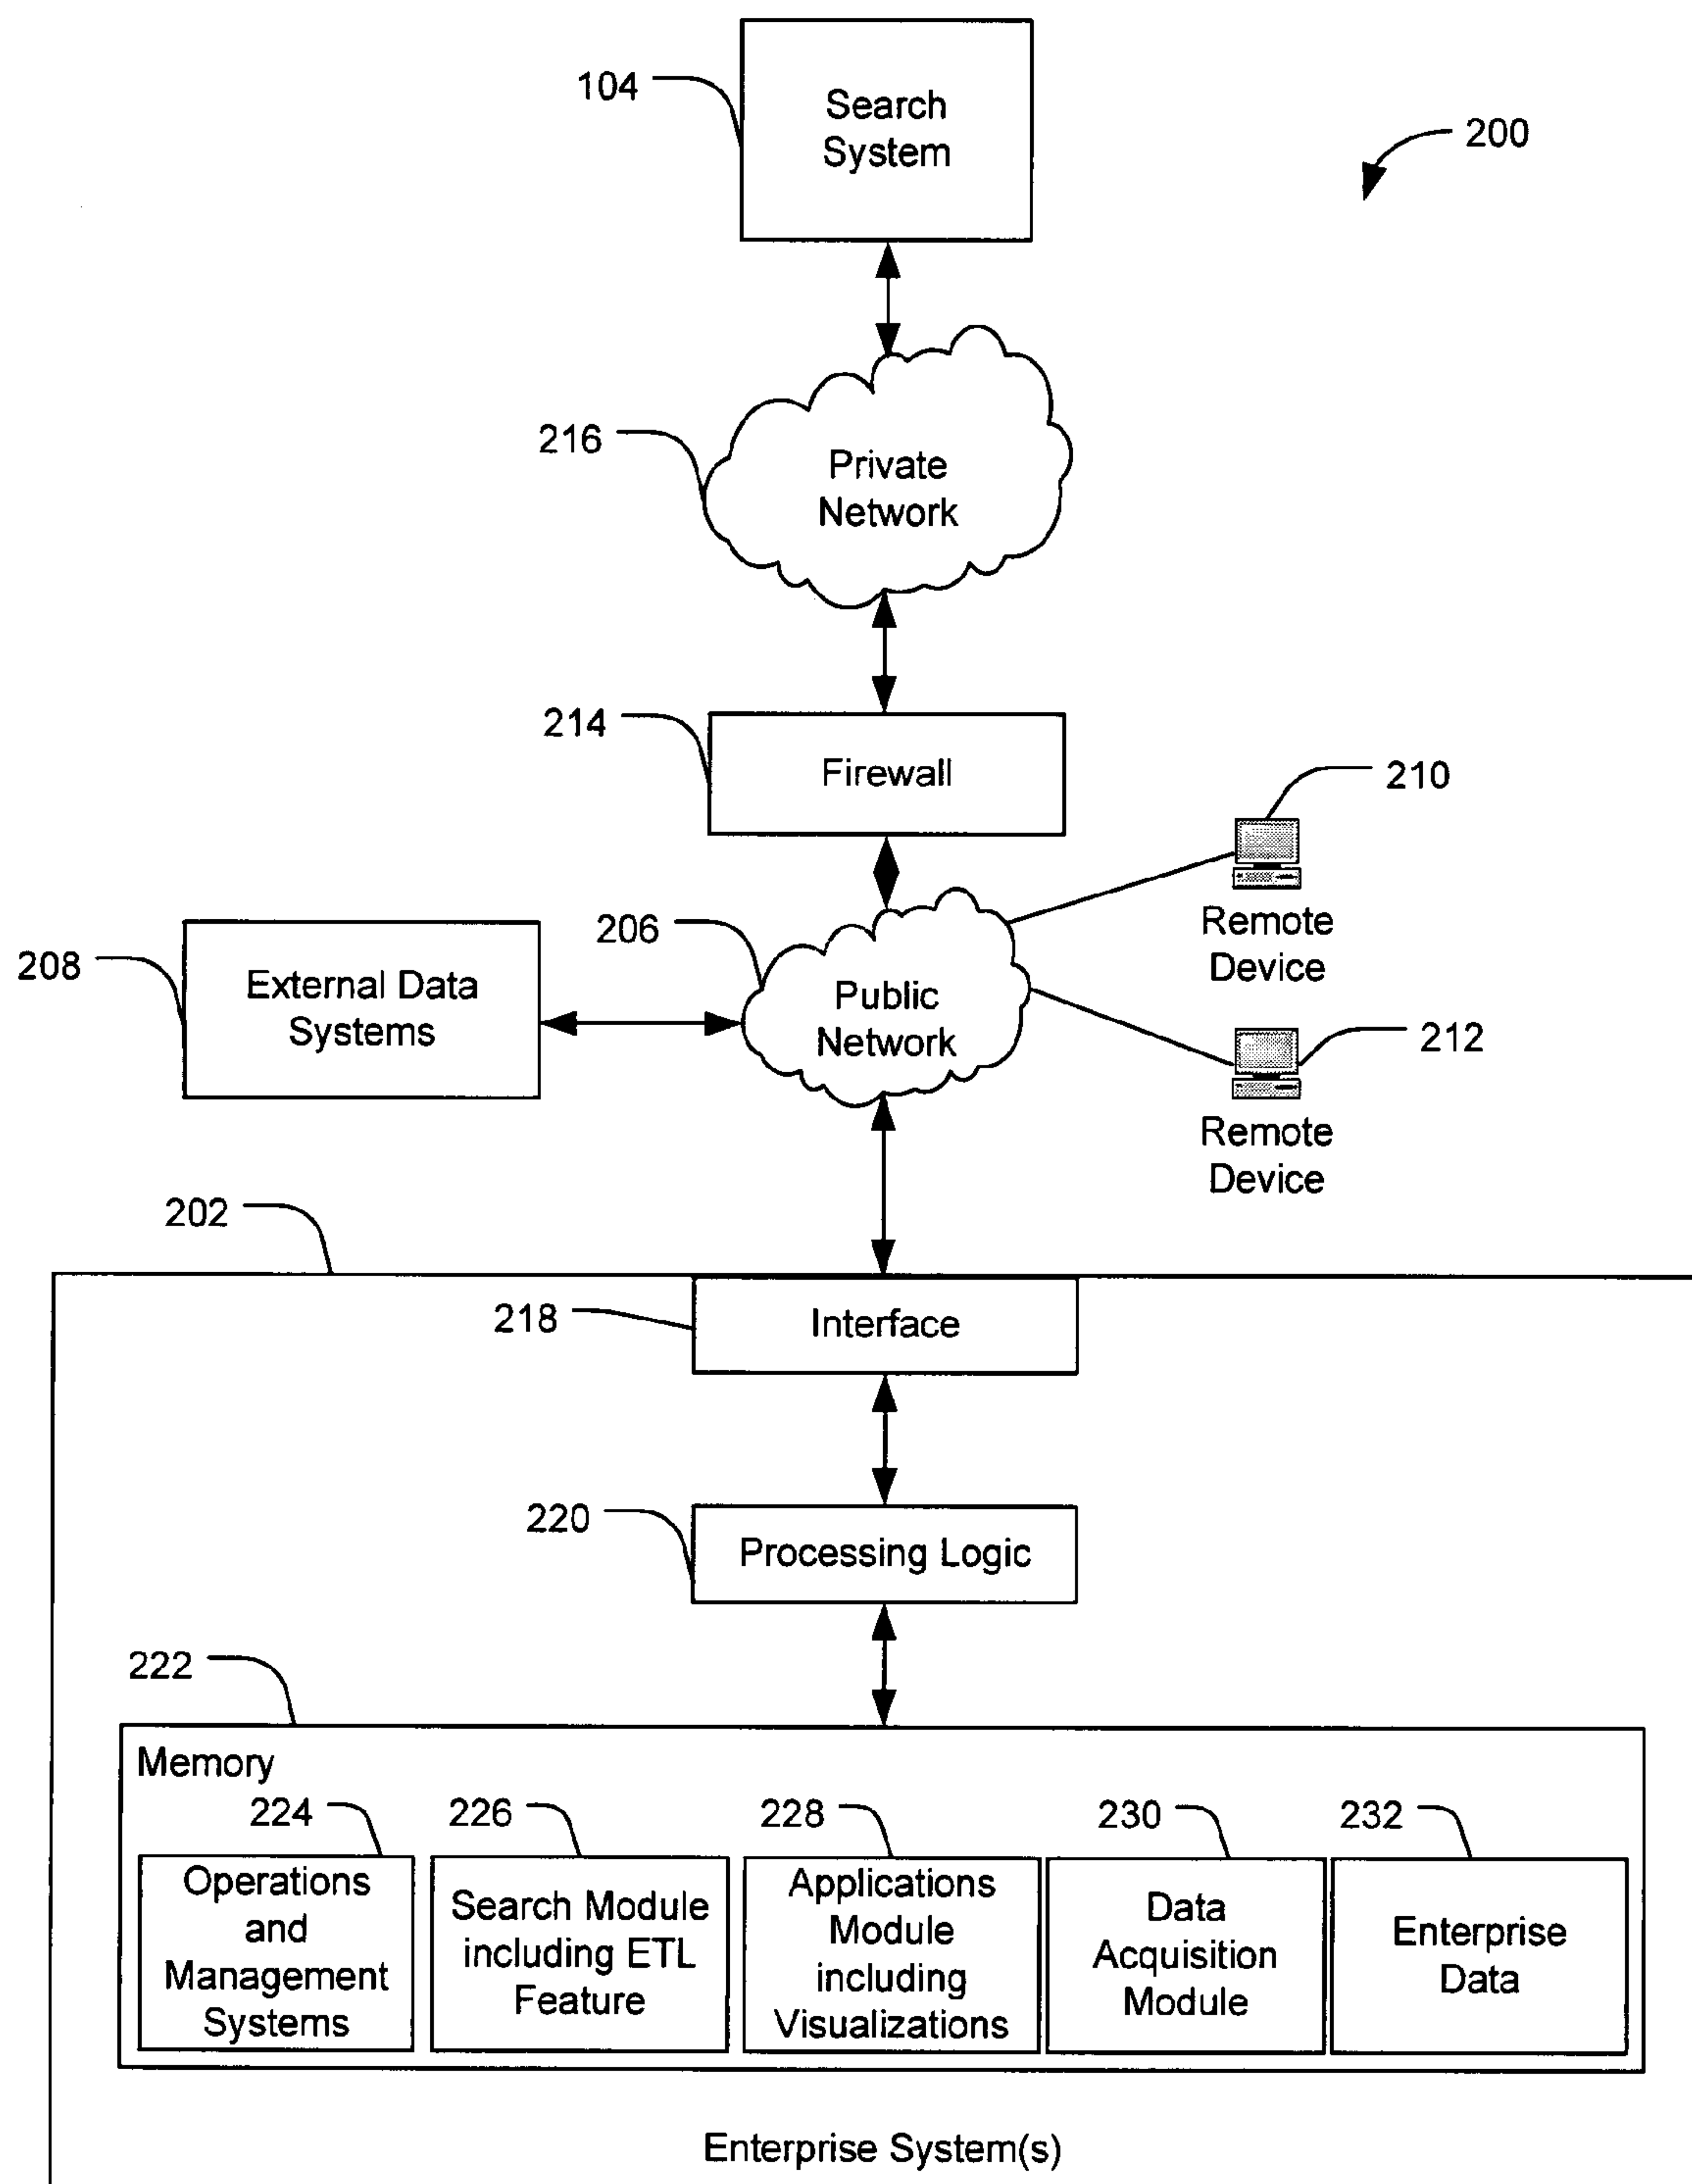 104
Search
System
200
216
Private
Network
214
Firewall
210
Remote
Device
206
208
External Data
Systems
Public
Network
212
Remote
Device
202
218
Interface
220
Processing Logic
222
Memory
224
226
228
230
232
Operations
and
Management
Systems
Search Module
including ETL
Feature
Applications
Module
including
Visualizations
Data
Acquisition
Module
Enterprise
Data
Enterprise System(s)